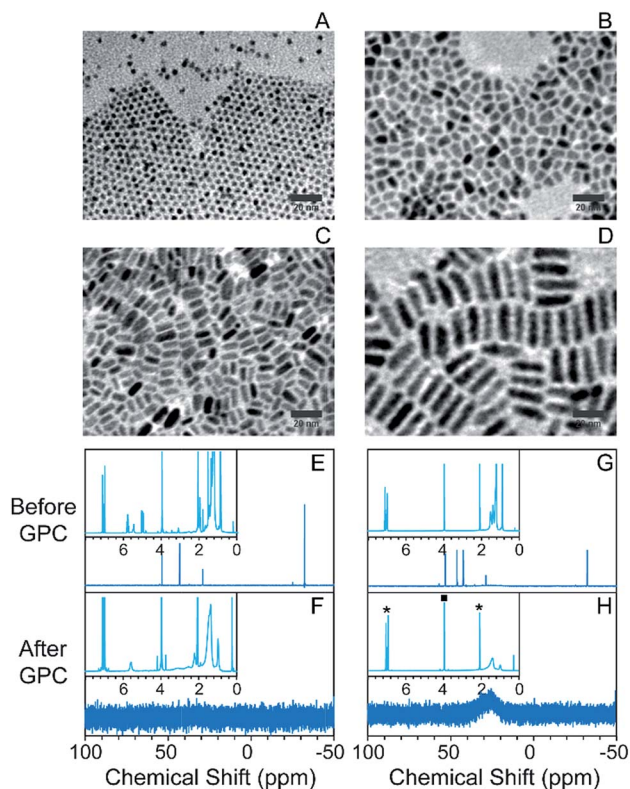 A
B
20 nm
20 nm
C
D
20 nm
20 nm
E
G
Before
GPC
6 4 2 0
6 4 2 0
F
H
After
GPC
* ■ *
6 4 2 0
6 4 2 0
100 50 0 -50
100 50 0 -50
Chemical Shift (ppm)
Chemical Shift (ppm)